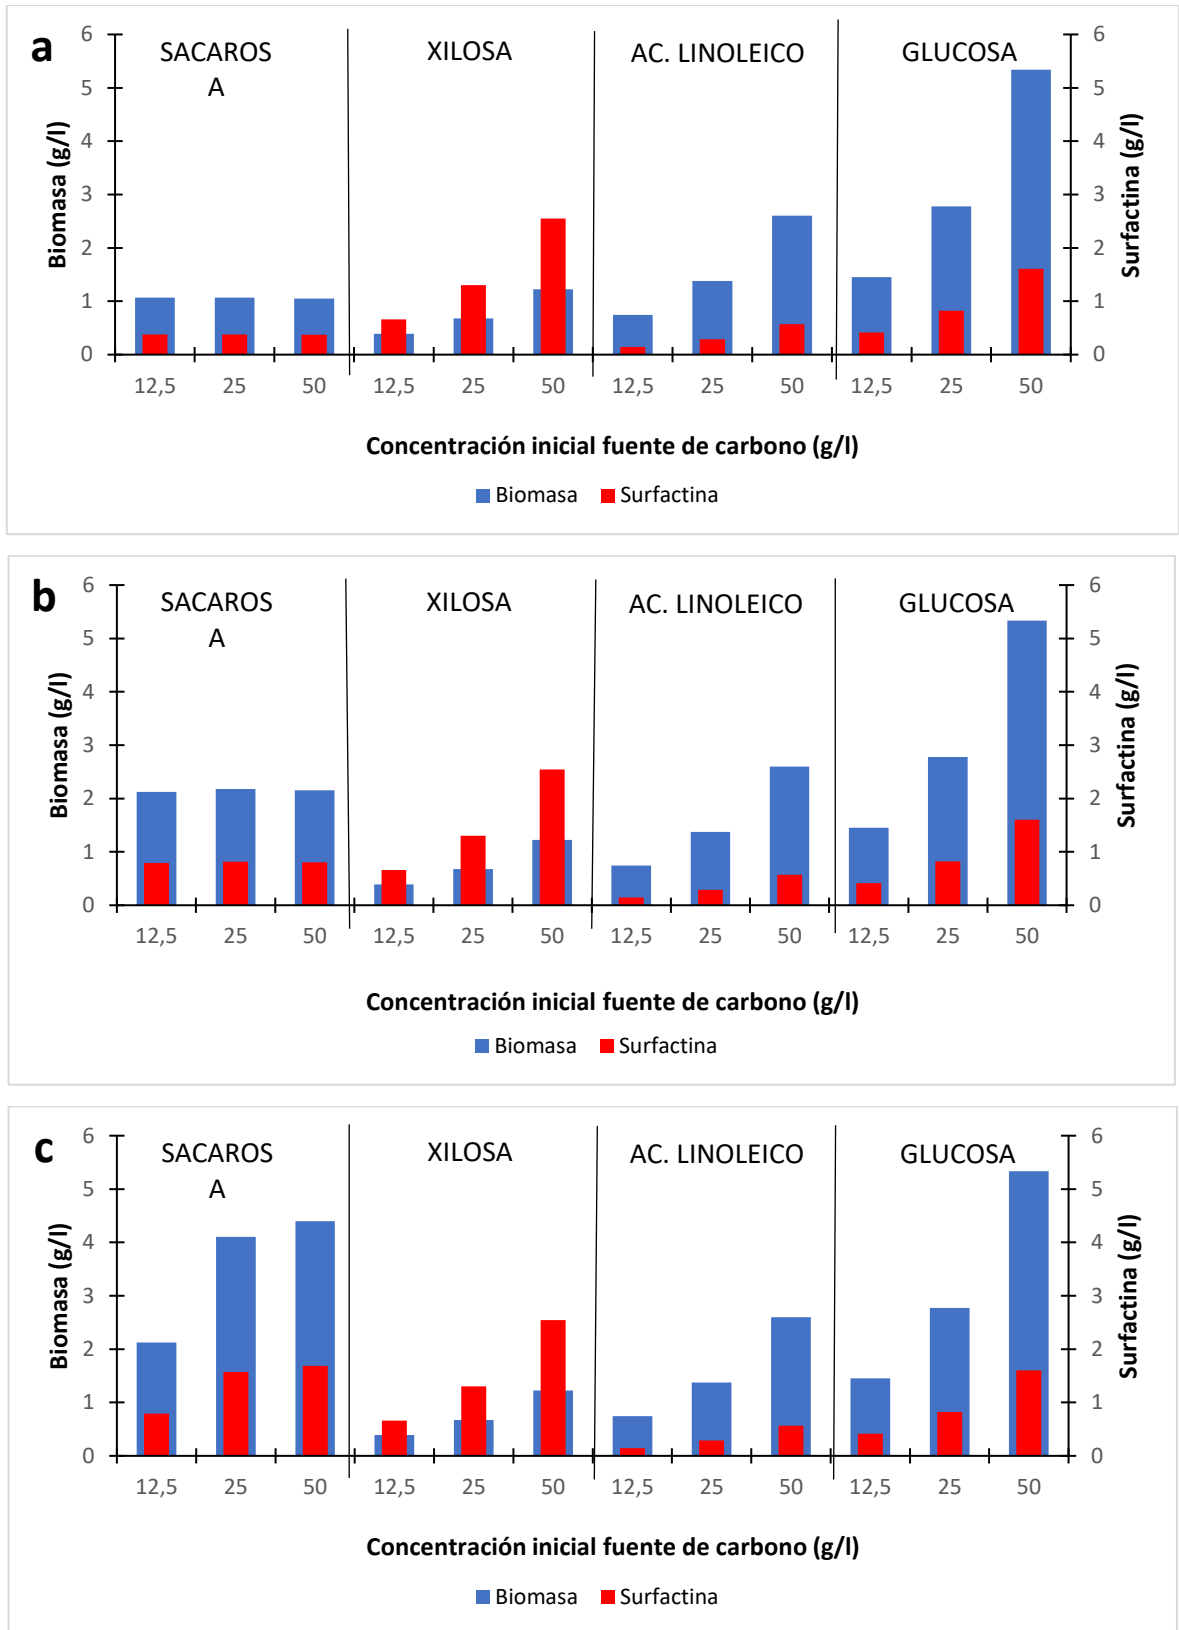 a
SACAROS
A
XILOSA
AC. LINOLEICO
GLUCOSA
6
5
4
3
2
1
0
Biomasa (g/l)
6
5
4
3
2
1
0
Surfactina (g/l)
12,5 25 50 12,5 25 50 12,5 25 50 12,5 25 50
Concentración inicial fuente de carbono (g/l)
Biomasa Surfactina
b
SACAROS
A
XILOSA
AC. LINOLEICO
GLUCOSA
6
5
4
3
2
1
0
Biomasa (g/l)
6
5
4
3
2
1
0
Surfactina (g/l)
12,5 25 50 12,5 25 50 12,5 25 50 12,5 25 50
Concentración inicial fuente de carbono (g/l)
Biomasa Surfactina
c
SACAROS
A
XILOSA
AC. LINOLEICO
GLUCOSA
6
5
4
3
2
1
0
Biomasa (g/l)
6
5
4
3
2
1
0
Surfactina (g/l)
12,5 25 50 12,5 25 50 12,5 25 50 12,5 25 50
Concentración inicial fuente de carbono (g/l)
Biomasa Surfactina